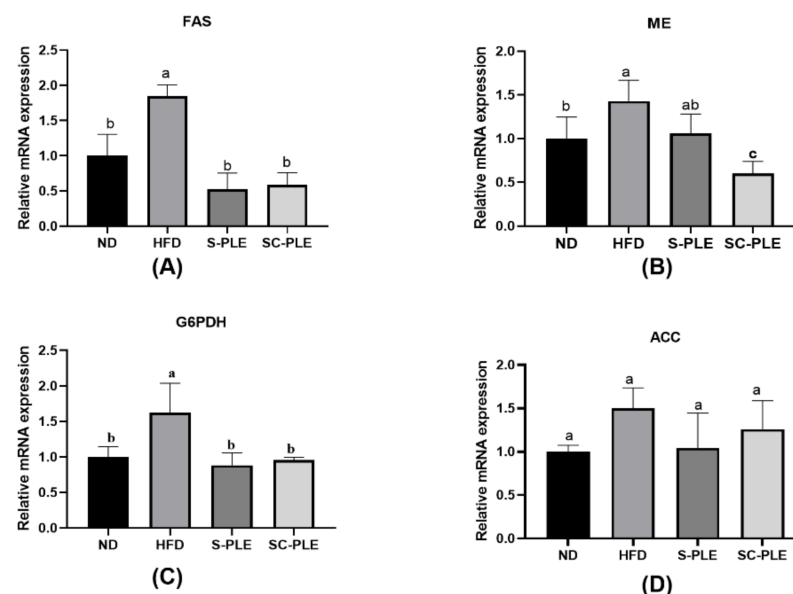 FAS
Relative mRNA expression
2.5
2.0
1.5
1.0
0.5
0.0
b
a
b
b
ND HFD S-PLE SC-PLE
(A)
ME
Relative mRNA expression
2.0
1.5
1.0
0.5
0.0
b
a
ab
c
ND HFD S-PLE SC-PLE
(B)
G6PDH
Relative mRNA expression
2.5
2.0
1.5
1.0
0.5
0.0
b
a
b
b
ND HFD S-PLE SC-PLE
(C)
ACC
Relative mRNA expression
2.0
1.5
1.0
0.5
0.0
a
a
a
a
ND HFD S-PLE SC-PLE
(D)